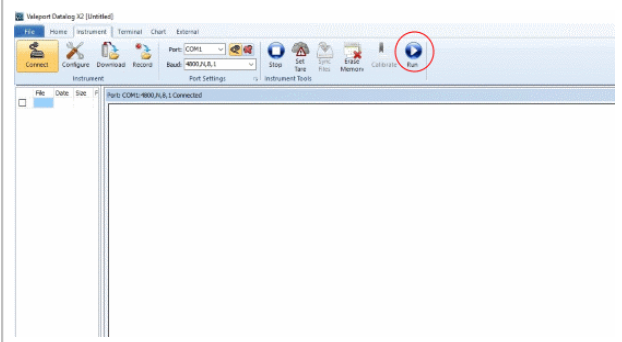 Valeport Datalog X2 [Untitled]
File Home Instrument Terminal Chart External
Connect Configure Download Record
Port: COM1
Baud: 4800,N,8,1
Stop Set Tare Sync Files Erase Memory Calibrate Run
Instrument Port Settings Instrument Tools
File Date Size F
Port: COM1:4800,N,8,1 Connected